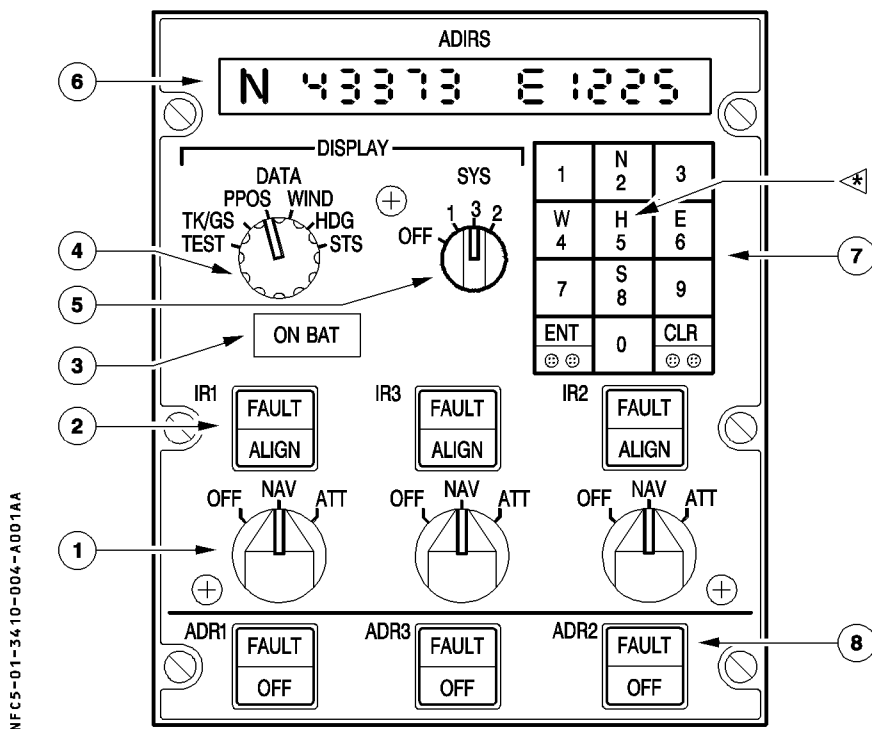 ADIRS
6
N 43373 E1225
DISPLAY
DATA
SYS
PPOS WIND
TK/GS HDG
TEST STS
OFF 1 3 2
1 N 2 3
W 4 H 5 E 6
7 S 8 9
ENT 0 CLR
*
7
4
5
3
ON BAT
IR1 FAULT ALIGN
IR3 FAULT ALIGN
IR2 FAULT ALIGN
2
OFF NAV ATT
OFF NAV ATT
OFF NAV ATT
1
ADR1 FAULT OFF
ADR3 FAULT OFF
ADR2 FAULT OFF
8
NFC5-01-3410-004-A001AA